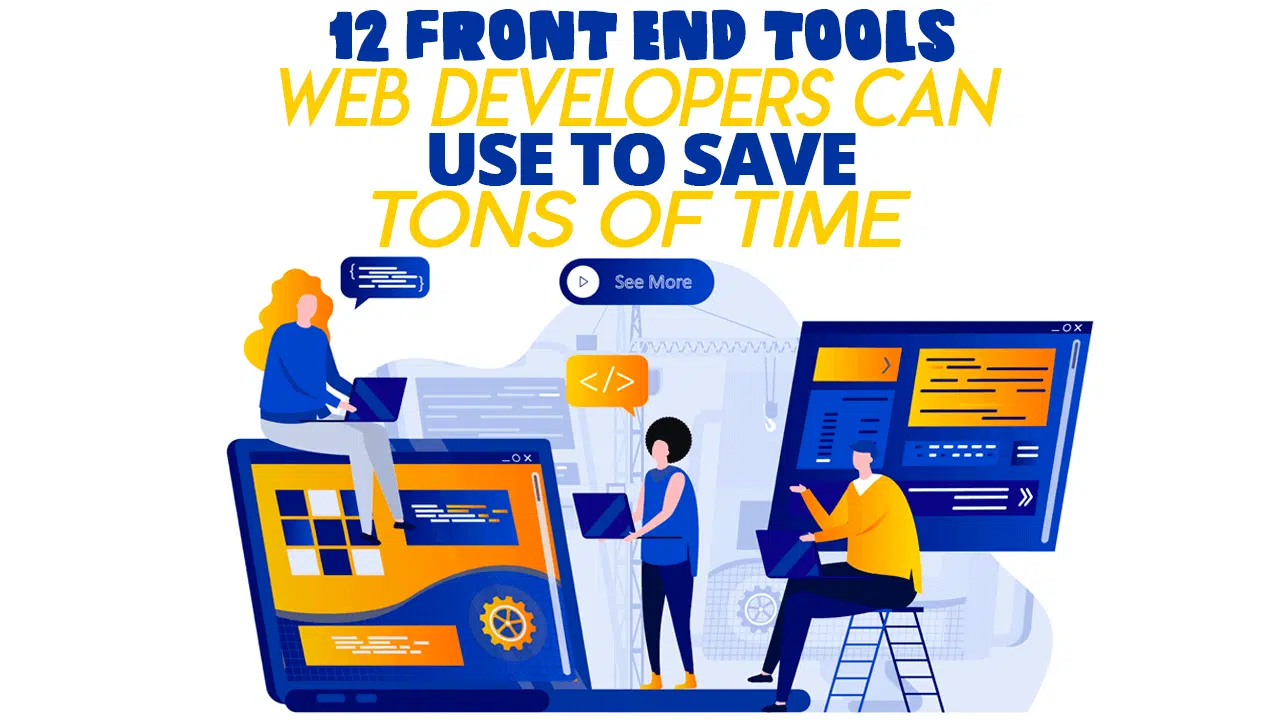 12 FRONT END TOOLS
WEB DEVELOPERS CAN
USE TO SAVE
TONS OF TIME
{ }
See More
</>